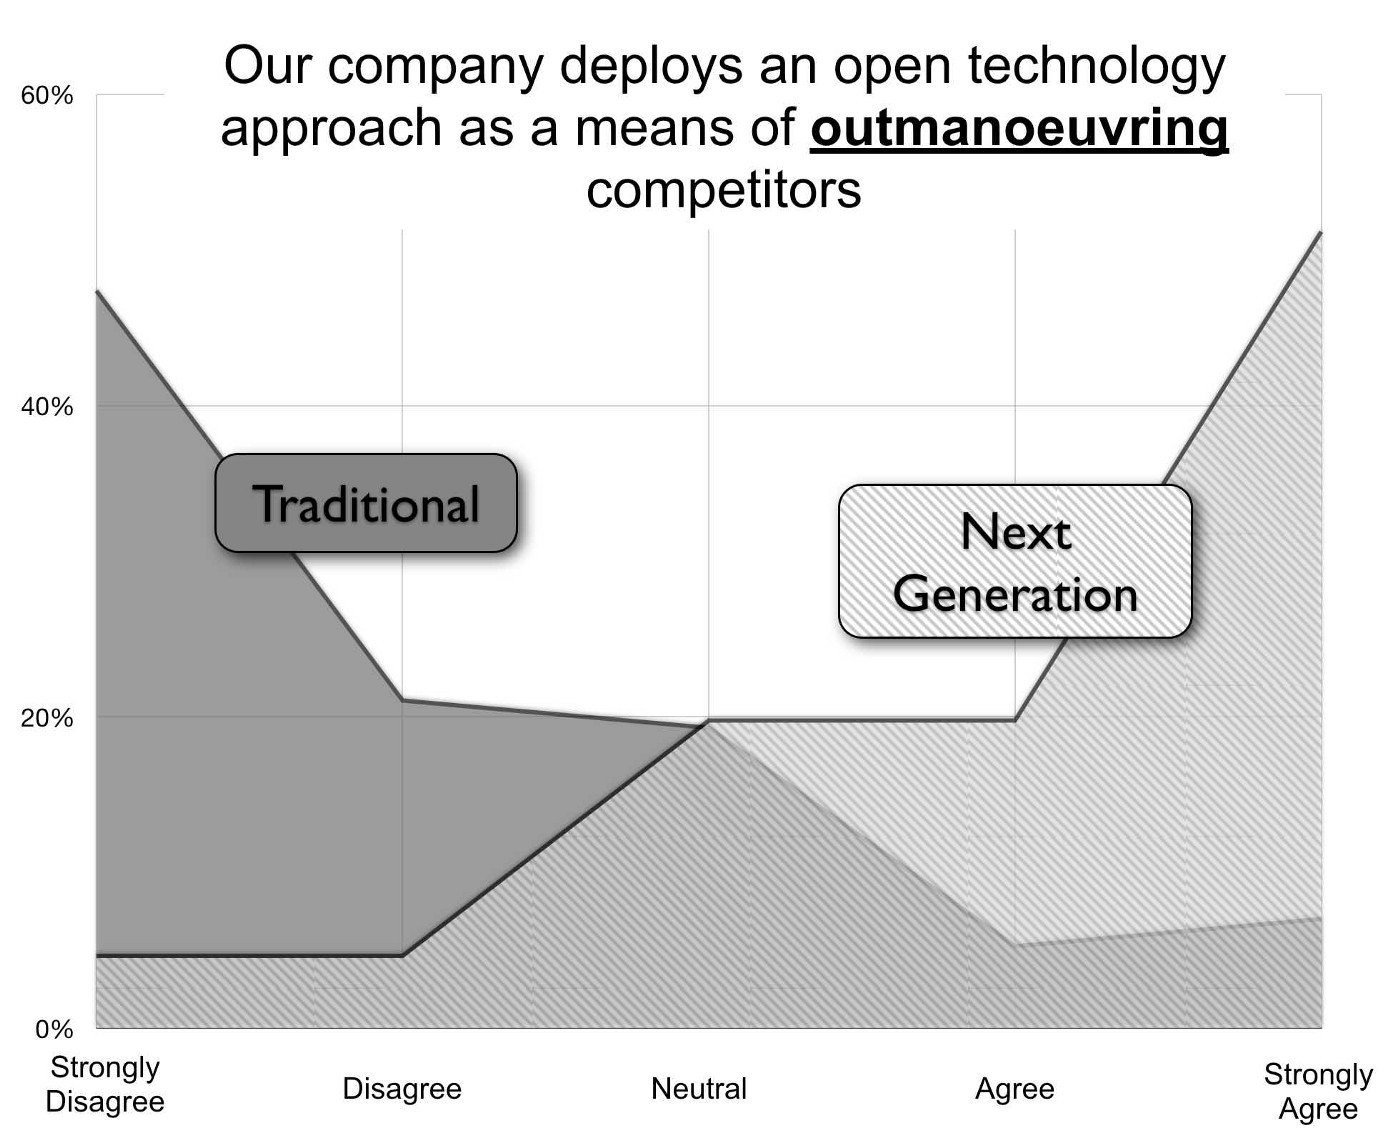 Our company deploys an open technology
approach as a means of outmanoeuvring
competitors
60%
40%
20%
0%
Traditional
Next
Generation
Strongly
Disagree
Disagree
Neutral
Agree
Strongly
Agree